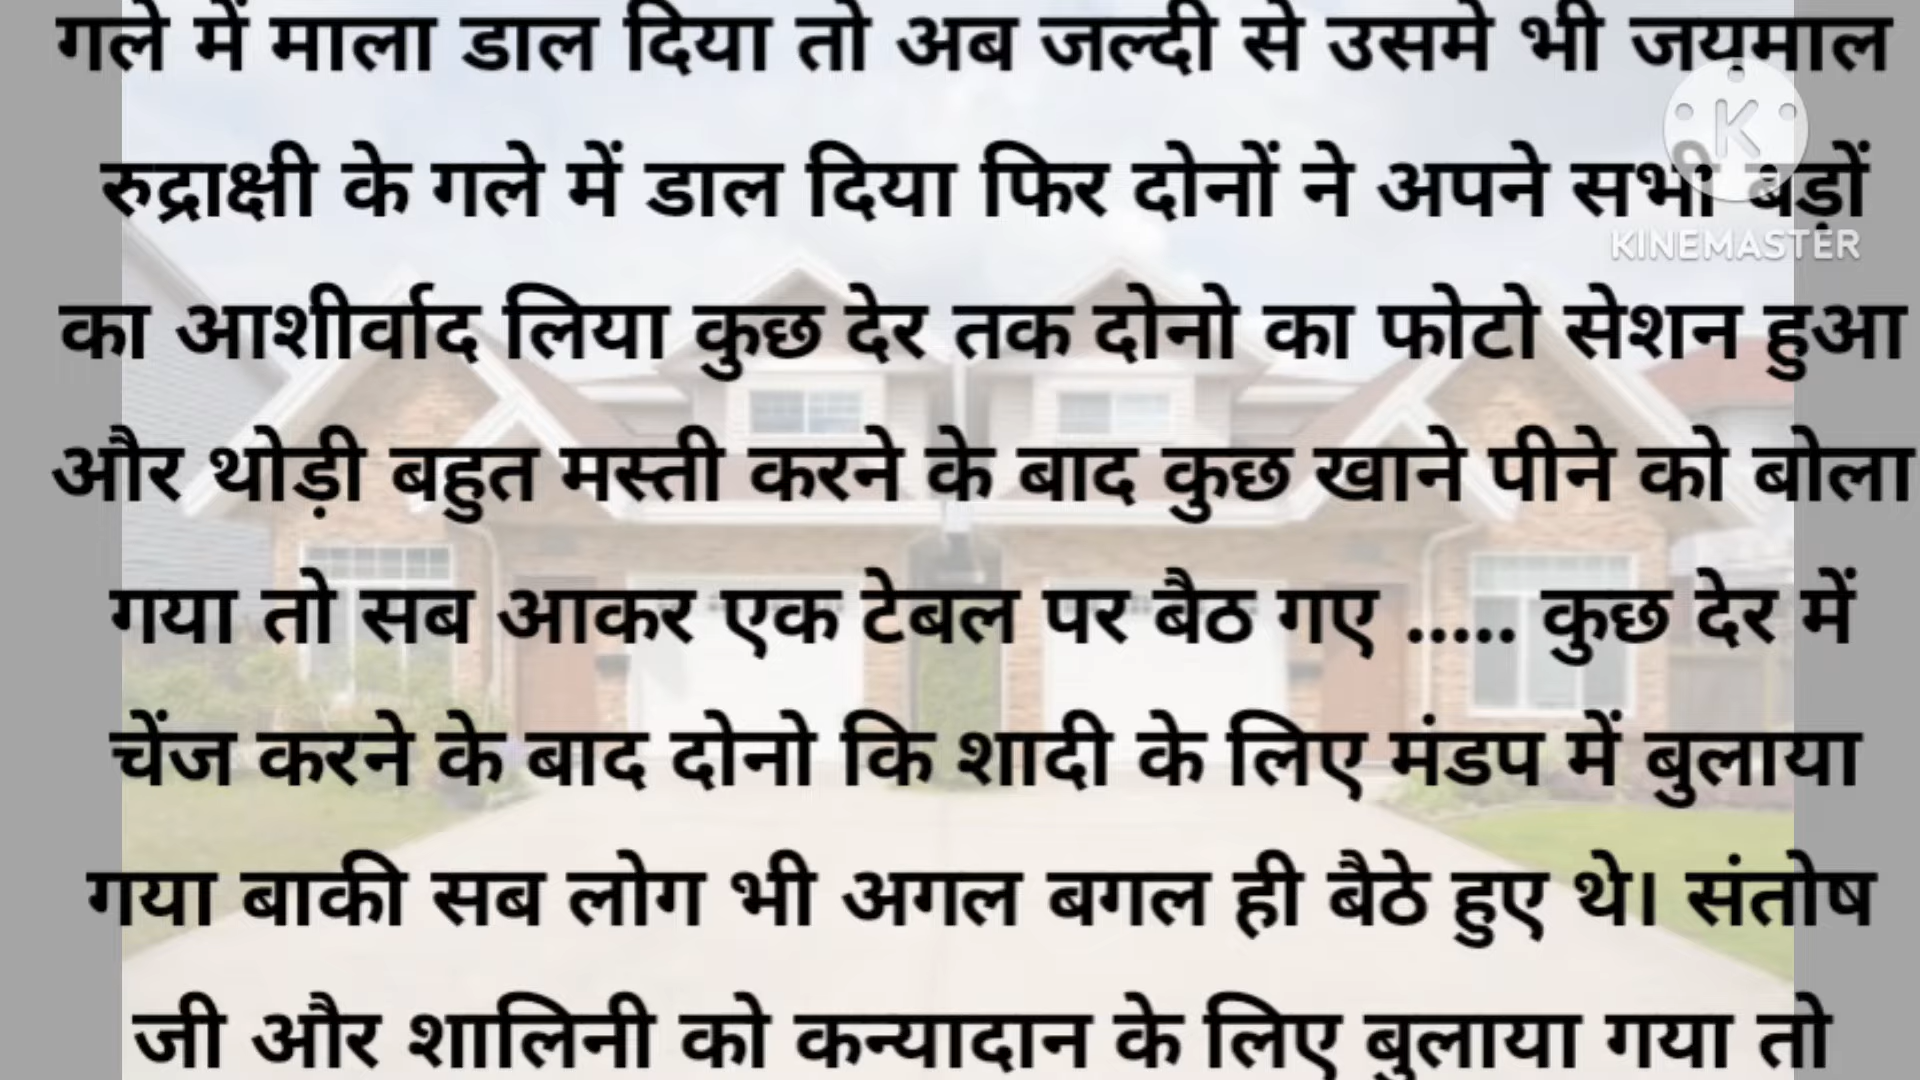 गले में माला डाल दिया तो अब जल्दी से उसमे भी जयमाल
रुद्राक्षी के गले में डाल दिया फिर दोनों ने अपने सभी बड़ों
K
KINEMASTER
का आशीर्वाद लिया कुछ देर तक दोनो का फोटो सेशन हुआ
और थोड़ी बहुत मस्ती करने के बाद कुछ खाने पीने को बोला
गया तो सब आकर एक टेबल पर बैठ गए ..... कुछ देर में
चेंज करने के बाद दोनो कि शादी के लिए मंडप में बुलाया
गया बाकी सब लोग भी अगल बगल ही बैठे हुए थे। संतोष
जी और शालिनी को कन्यादान के लिए बुलाया गया तो